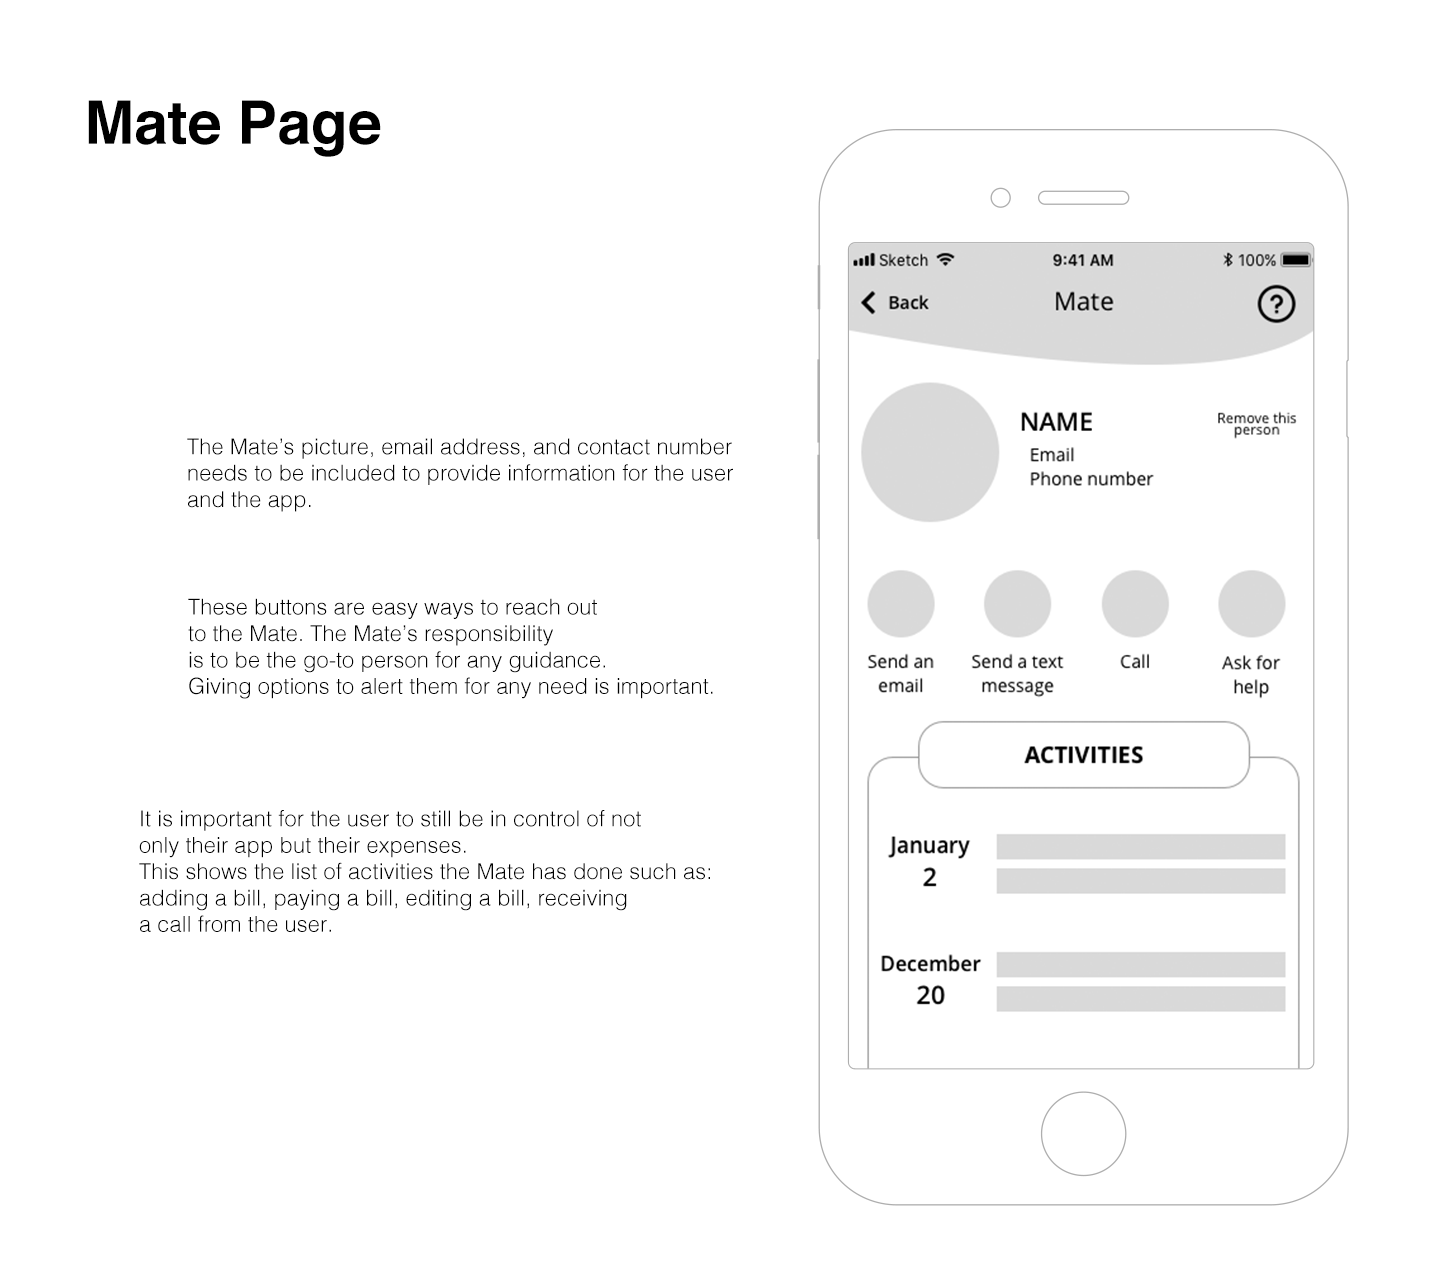 Mate Page
The Mate’s picture, email address, and contact number
needs to be included to provide information for the user
and the app.
These buttons are easy ways to reach out
to the Mate. The Mate’s responsibility
is to be the go-to person for any guidance.
Giving options to alert them for any need is important.
It is important for the user to still be in control of not
only their app but their expenses.
This shows the list of activities the Mate has done such as:
adding a bill, paying a bill, editing a bill, receiving
a call from the user.
Sketch 9:41 AM 100%
Back Mate ?
NAME
Email
Phone number
Remove this
person
Send an
email
Send a text
message
Call
Ask for
help
ACTIVITIES
January
2
December
20